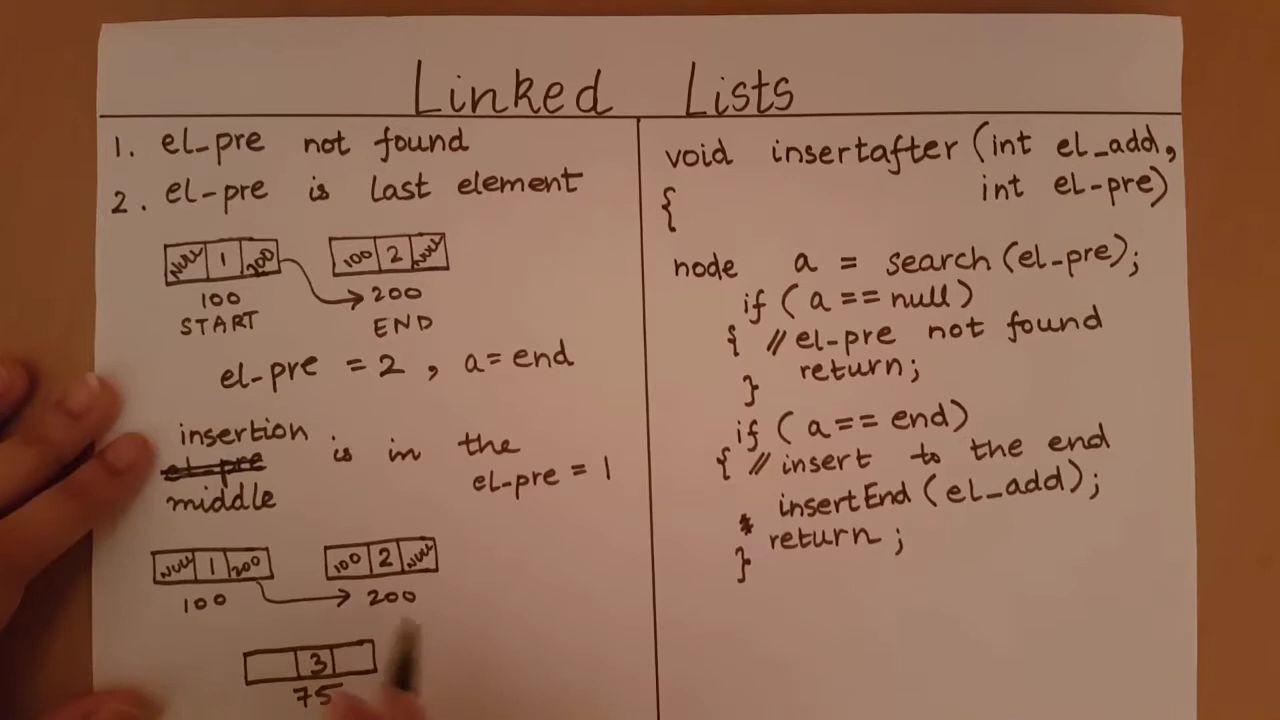 Linked Lists
1. el-pre not found
2. el-pre is last element
NULL 1 200 100 2 NULL
100 200
START END
el-pre = 2 , a = end
insertion is in the
el-pre el-pre = 1
middle
NULL 1 200 100 2 NULL
100 200
3
75
void insertafter (int el_add,
int el-pre)
{
node a = search (el-pre);
if ( a == null )
{ // el-pre not found
return;
}
if ( a == end )
{ // insert to the end
insertEnd ( el_add );
return ;
}